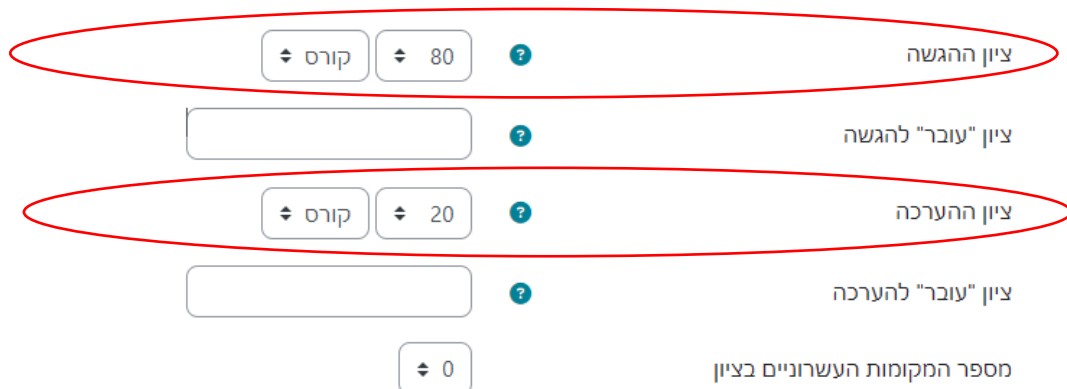 ציון ההגשה ? 80 קורס
ציון "עובר" להגשה ?
ציון ההערכה ? 20 קורס
ציון "עובר" להערכה ?
מספר המקומות העשרוניים בציון 0